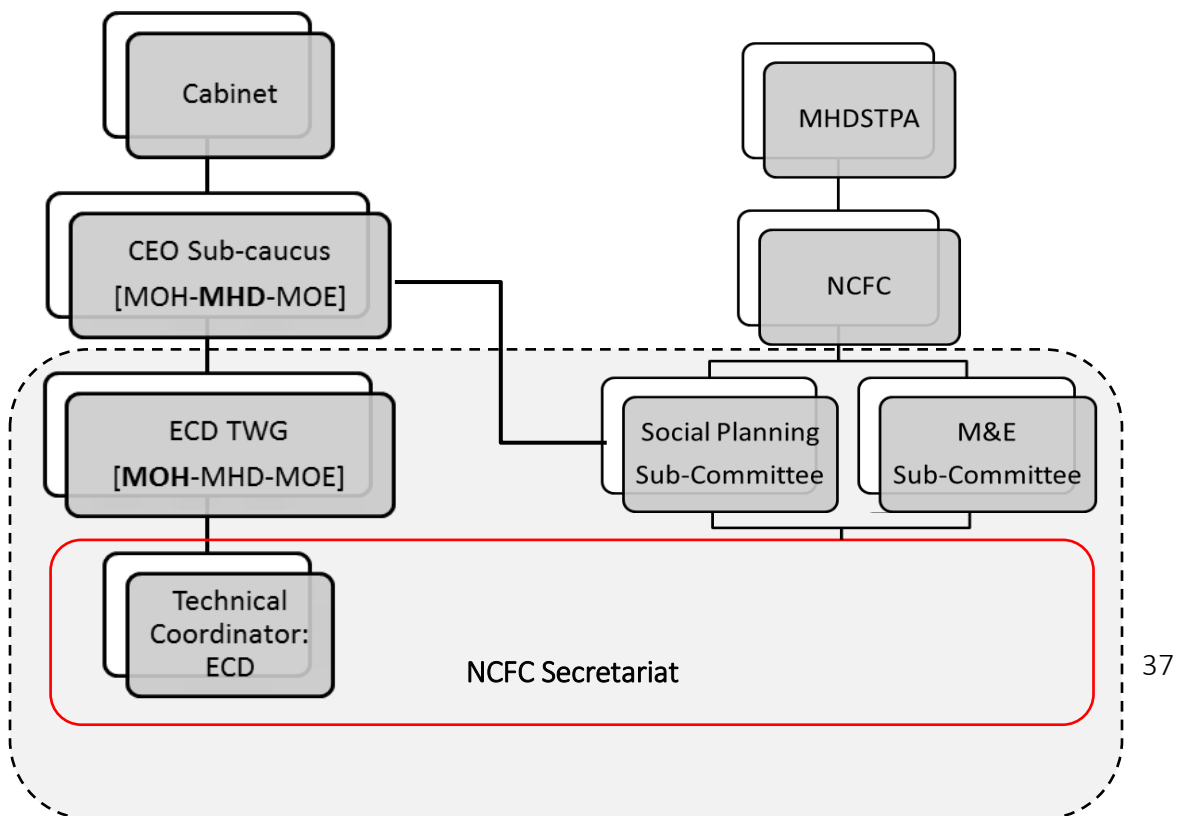 Cabinet
MHDSTPA
CEO Sub-caucus
[MOH-MHD-MOE]
NCFC
ECD TWG
[MOH-MHD-MOE]
Social Planning
Sub-Committee
M&E
Sub-Committee
Technical
Coordinator:
ECD
NCFC Secretariat
37